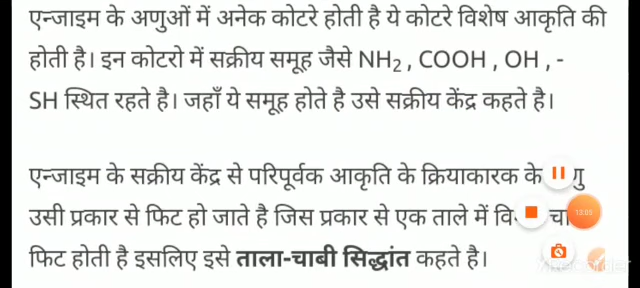 एन्जाइम के अणुओं में अनेक कोटरे होती है ये कोटरे विशेष आकृति की
होती है। इन कोटरो में सक्रीय समूह जैसे NH₂ , COOH , OH , -
SH स्थित रहते है। जहाँ ये समूह होते है उसे सक्रीय केंद्र कहते है।
एन्जाइम के सक्रीय केंद्र से परिपूर्वक आकृति के क्रियाकारक के
उसी प्रकार से फिट हो जाते है जिस प्रकार से एक ताले में
फिट होती है इसलिए इसे ताला-चाबी सिद्धांत कहते है।